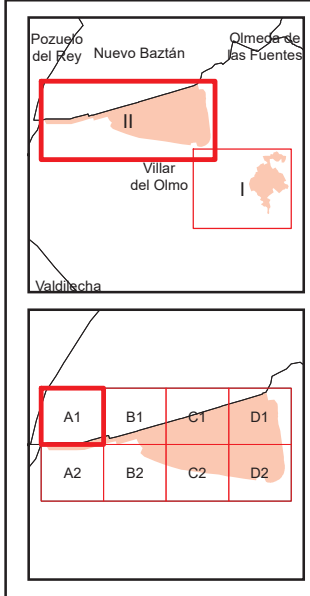 Pozuelo
del Rey
Nuevo Baztán
Olmeda de
las Fuentes
II
Villar
del Olmo
I
Valdilecha
A1
B1
C1
D1
A2
B2
C2
D2